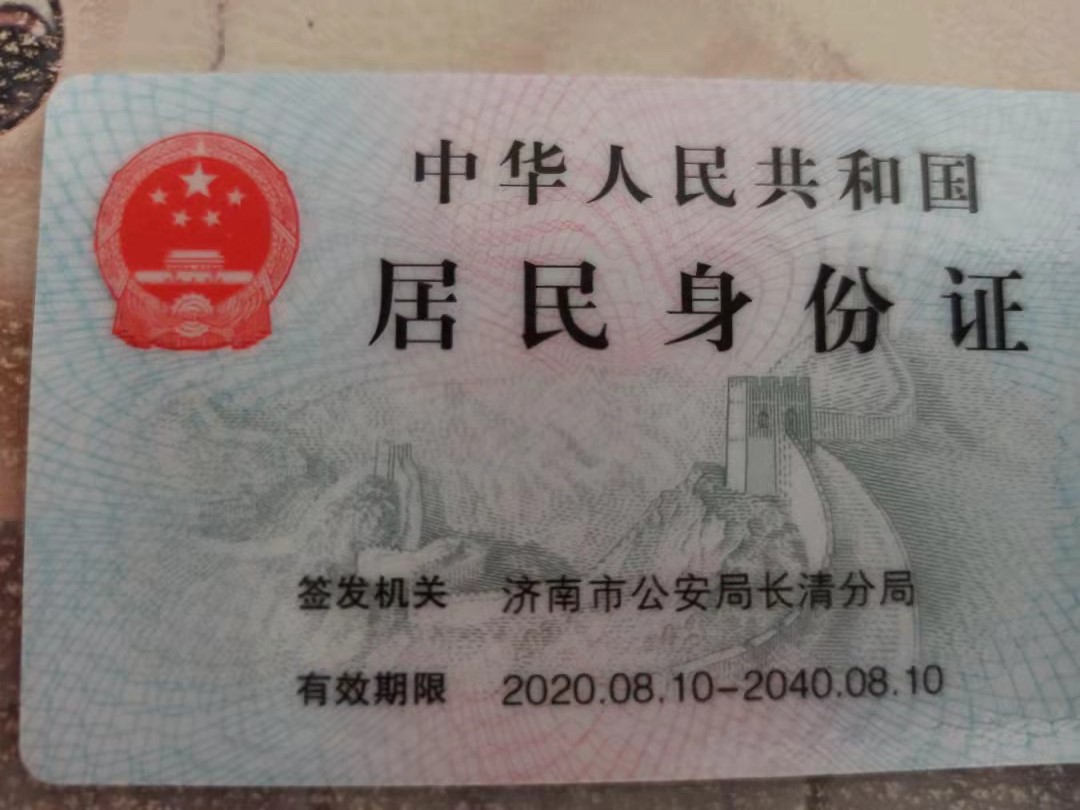 中华人民共和国
居民身份证
签发机关 济南市公安局长清分局
有效期限 2020.08.10-2040.08.10